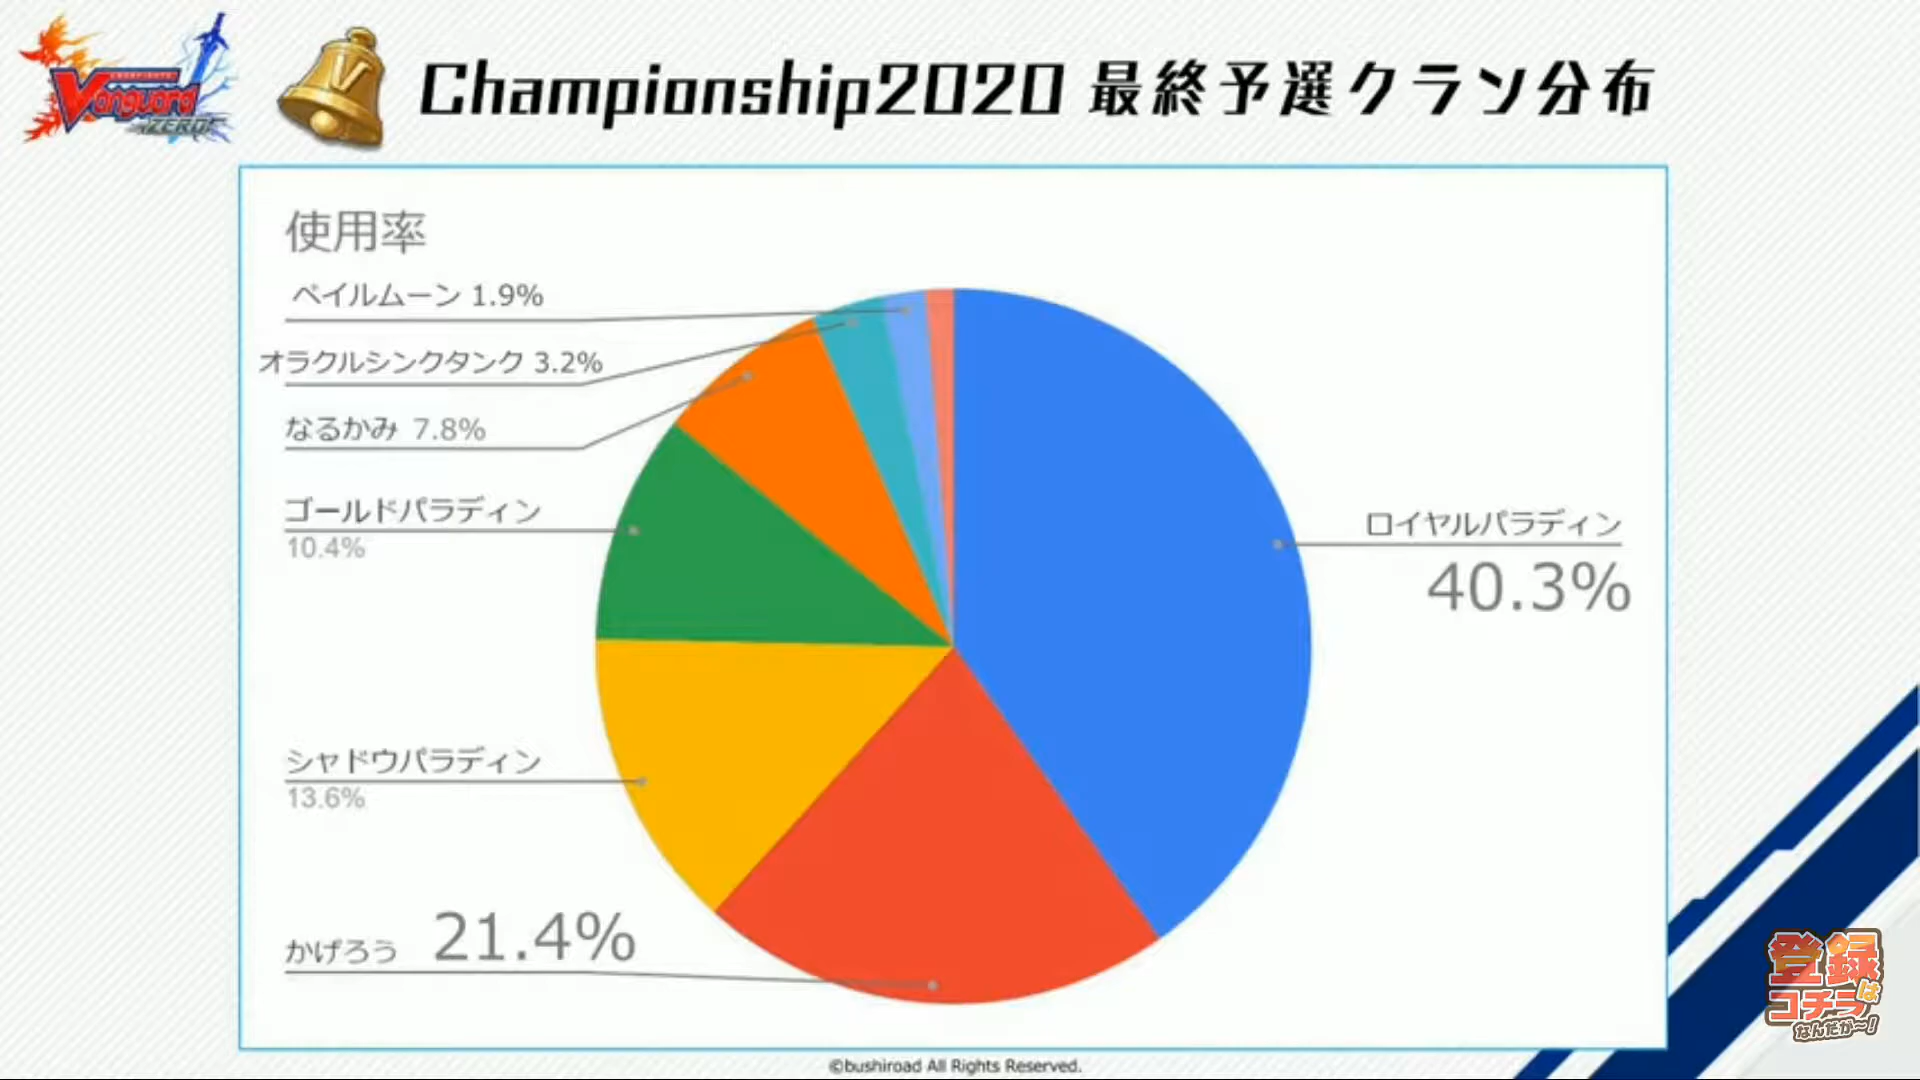 Vanguard
ZERO
V
Championship2020 最終予選クラン分布
使用率
ペイルムーン 1.9%
オラクルシンクタンク 3.2%
なるかみ 7.8%
ゴールドパラディン
10.4%
ロイヤルパラディン
40.3%
シャドウパラディン
13.6%
かげろう 21.4%
登録は
コチラ
なんだが～!
©bushiroad All Rights Reserved.